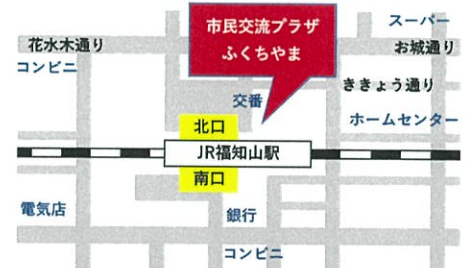 市民交流プラザ
ふくちやま
スーパー
花水木通り
お城通り
コンビニ
ききょう通り
交番
ホームセンター
北口
JR福知山駅
南口
電気店
銀行
コンビニ